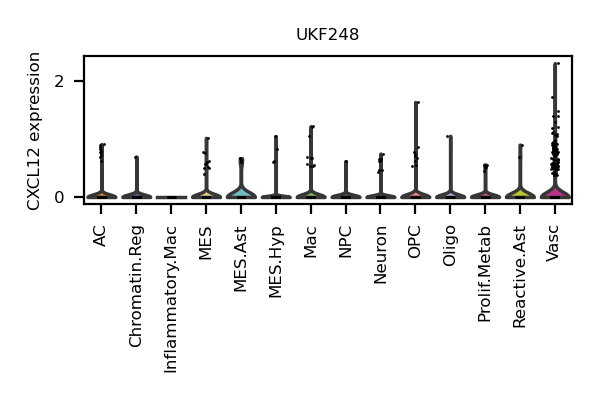 UKF248
CXCL12 expression
2
0
AC
Chromatin.Reg
Inflammatory.Mac
MES
MES.Ast
MES.Hyp
Mac
NPC
Neuron
OPC
Oligo
Prolif.Metab
Reactive.Ast
Vasc